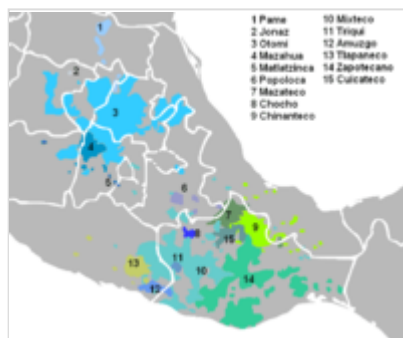 1 Pame
2 Jonaz
3 Otomi
4 Mazahua
5 Matlatzinca
6 Popoloca
7 Mazateco
8 Chocho
9 Chinanteco
10 Mixteco
11 Tiriqui
12 Amuzgo
13 Tlapaneco
14 Zapotecano
15 Cuicateco
1
2
3
4
5
6
7
9
8
15
11
13
10
14
12